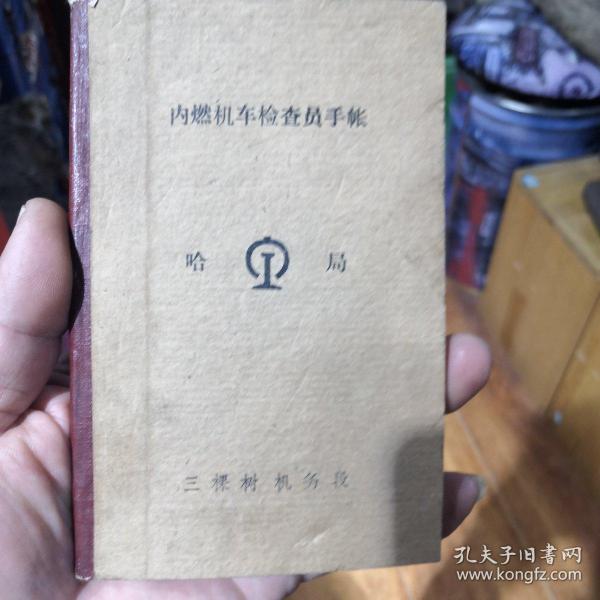 内燃机车检查员手帐
哈 局
三棵树机务段
孔夫子旧书网
www.kongfz.com